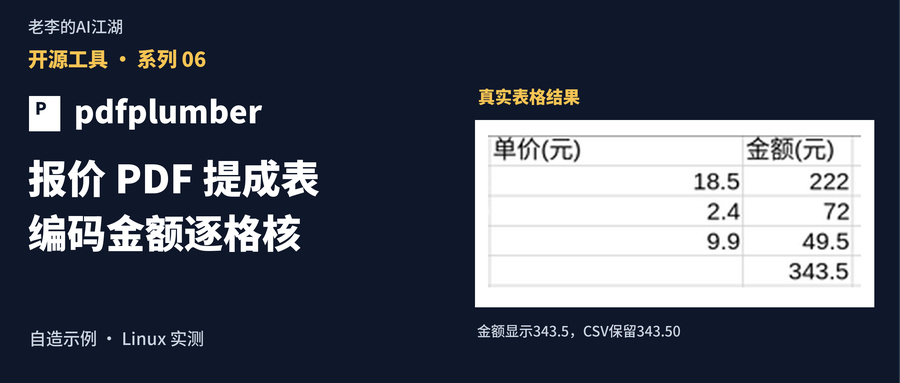 老李的AI江湖
开源工具 · 系列 06
P pdfplumber
报价 PDF 提成表
编码金额逐格核
自造示例 · Linux 实测
真实表格结果
单价(元) 金额(元)
18.5 222
2.4 72
9.9 49.5
343.5
金额显示343.5，CSV保留343.50